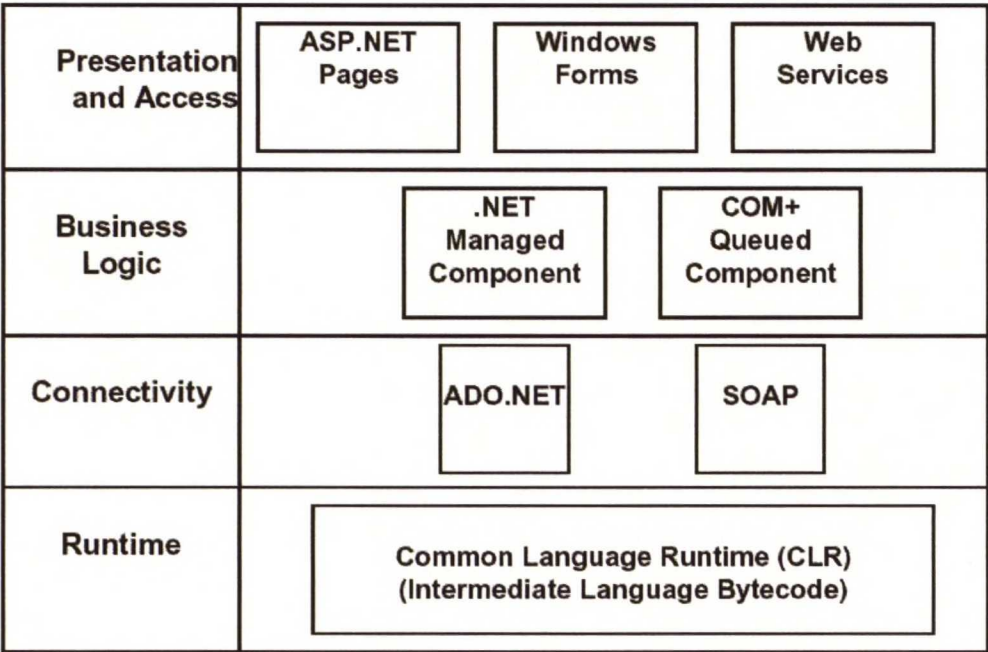 Presentation
and Access
ASP.NET
Pages
Windows
Forms
Web
Services
Business
Logic
.NET
Managed
Component
COM+
Queued
Component
Connectivity
ADO.NET
SOAP
Runtime
Common Language Runtime (CLR)
(Intermediate Language Bytecode)